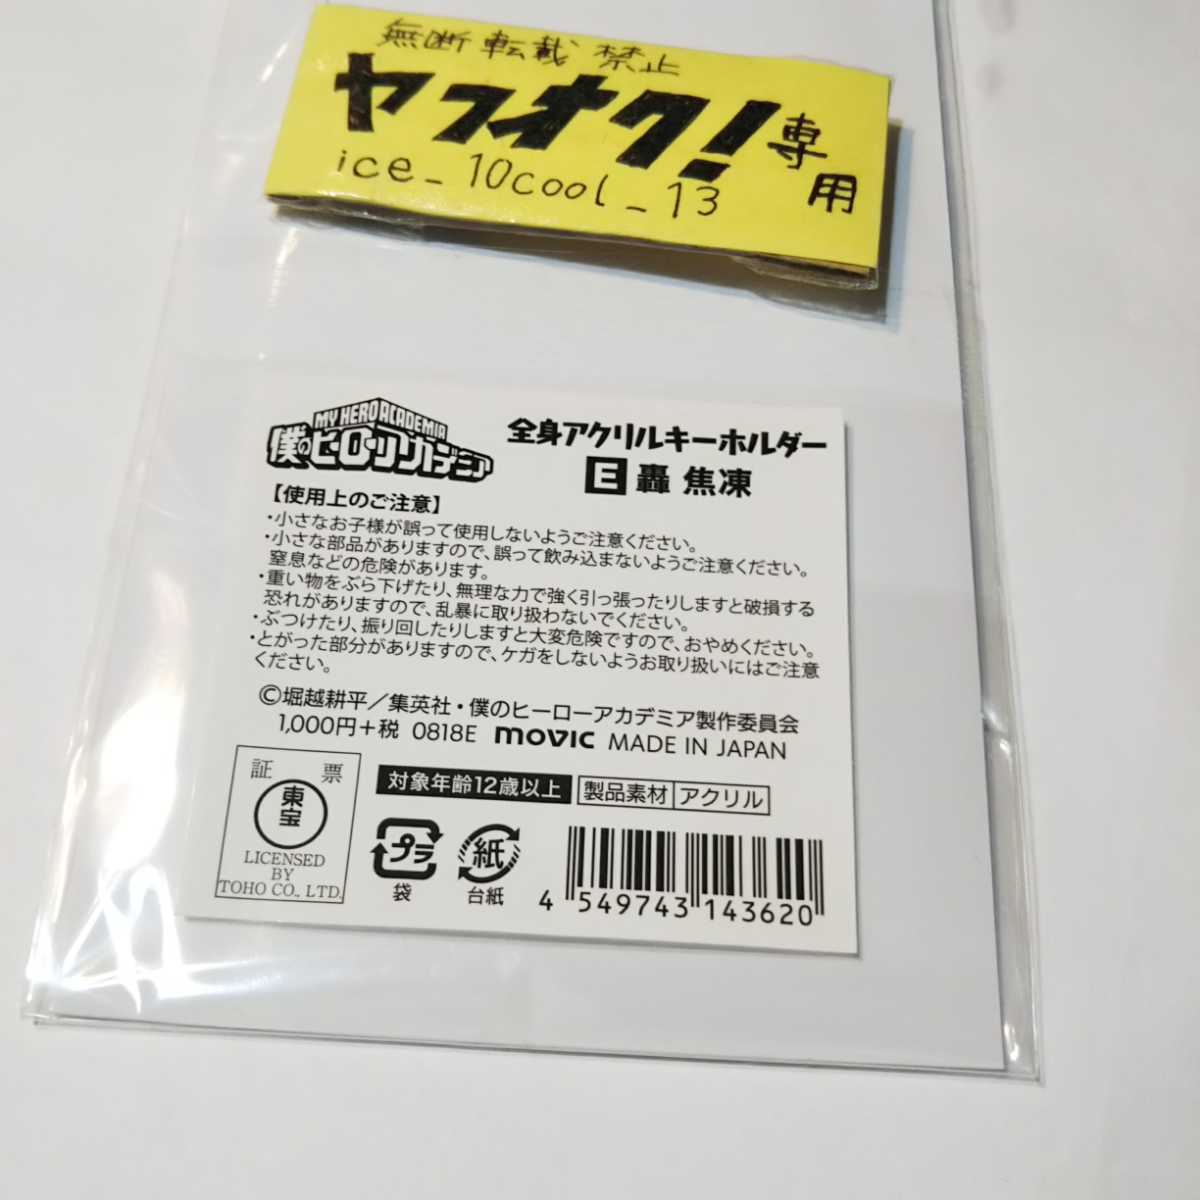 無断転載禁止
ヤフオク!専用
ice_10cool_13
MY HERO ACADEMIA
僕のヒーローアカデミア
全身アクリルキーホルダー
E 轟 焦凍
【使用上のご注意】
・小さなお子様が誤って使用しないようご注意ください。
・小さな部品がありますので、誤って飲み込まないようご注意ください。
窒息などの危険があります。
・重い物をぶら下げたり、無理な力で強く引っ張ったりしますと破損する
恐れがありますので、乱暴に取り扱わないでください。
・ぶつけたり、振り回したりしますと大変危険ですので、おやめください。
・とがった部分がありますので、ケガをしないようお取り扱いにはご注意
ください。
©堀越耕平／集英社・僕のヒーローアカデミア製作委員会
1,000円+税 0818E movic MADE IN JAPAN
証 票
東宝
LICENSED
BY
TOHO CO., LTD.
対象年齢12歳以上 製品素材 アクリル
プラ 紙
袋 台紙
4 549743 143620